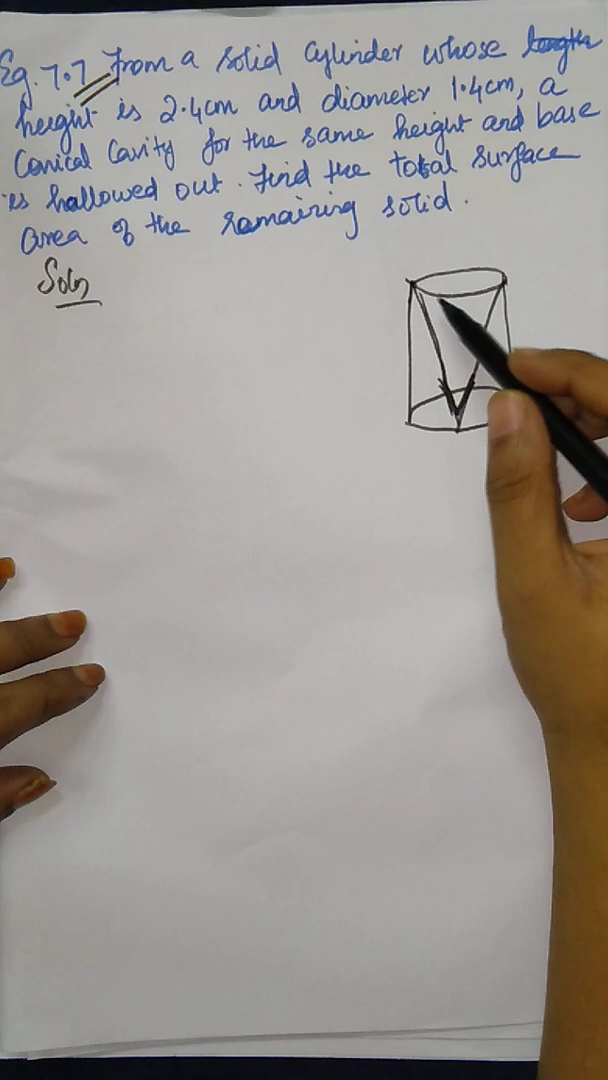 Eg. 7.7 From a solid cylinder whose length
height is 2.4cm and diameter 1.4cm, a
Conical Cavity for the same height and base
is hallowed out. Find the total surface
area of the remaining solid.
Soln